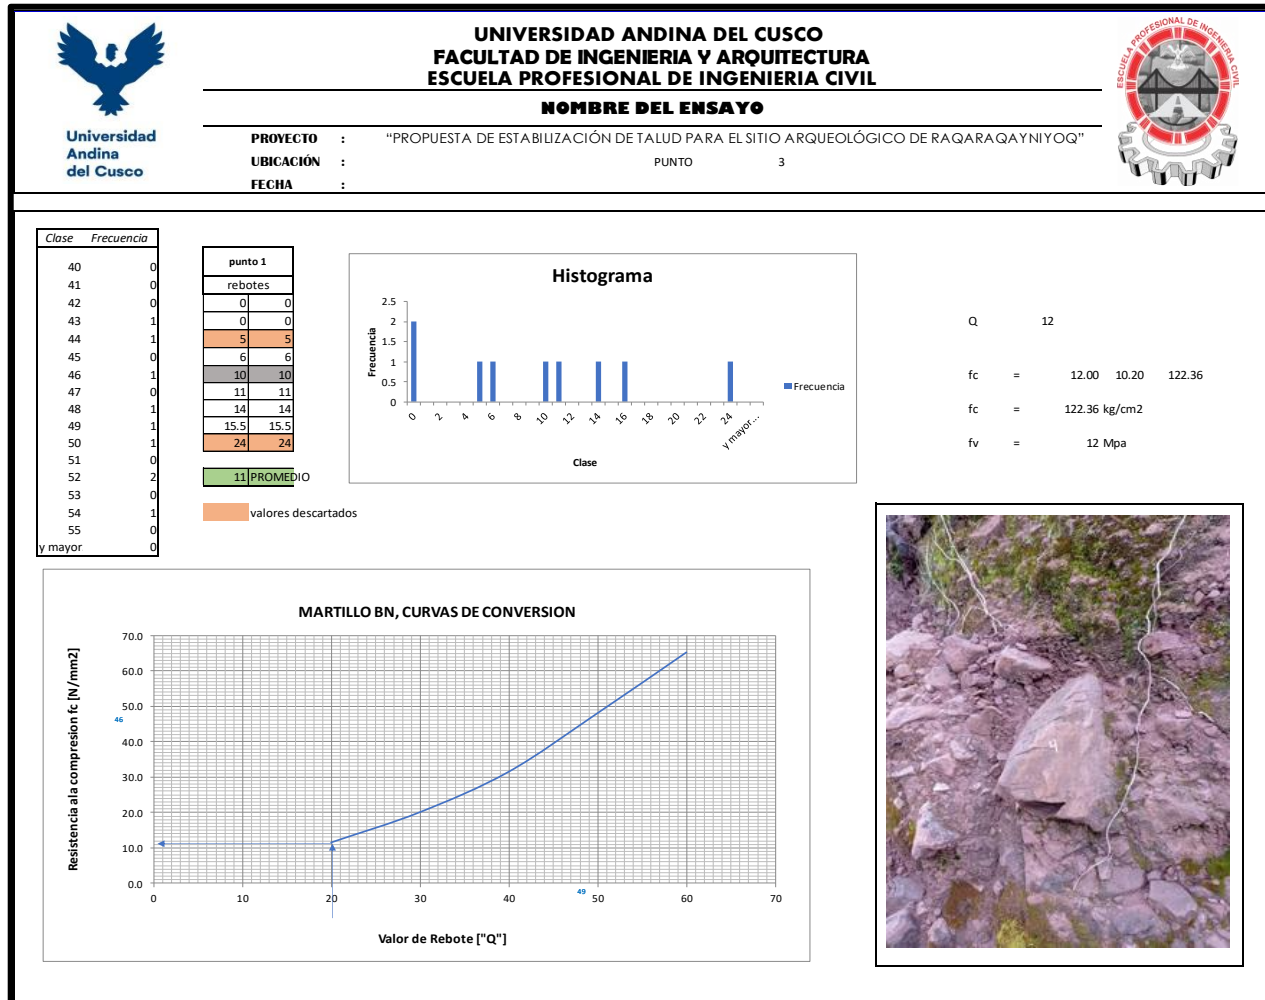 UNIVERSIDAD ANDINA DEL CUSCO
FACULTAD DE INGENIERIA Y ARQUITECTURA
ESCUELA PROFESIONAL DE INGENIERIA CIVIL
NOMBRE DEL ENSAYO
Universidad
Andina
del Cusco
ESCUELA PROFESIONAL DE INGENIERIA CIVIL
PROYECTO : "PROPUESTA DE ESTABILIZACIÓN DE TALUD PARA EL SITIO ARQUEOLÓGICO DE RAQARAQAYNIYOQ"
UBICACIÓN : PUNTO 3
FECHA :
Clase Frecuencia
40 0
41 0
42 0
43 1
44 1
45 0
46 1
47 0
48 1
49 1
50 1
51 0
52 2
53 0
54 1
55 0
y mayor 0
punto 1
rebotes
0 0
0 0
5 5
6 6
10 10
11 11
14 14
15.5 15.5
24 24
11 PROMEDIO
valores descartados
Histograma
Frecuencia
2.5
2
1.5
1
0.5
0
0 2 4 6 8 10 12 14 16 18 20 22 24 y mayor...
Clase
Frecuencia
Q 12
fc = 12.00 10.20 122.36
fc = 122.36 kg/cm2
fv = 12 Mpa
MARTILLO BN, CURVAS DE CONVERSION
Resistencia ala compresion fc [N/mm2]
70.0
60.0
50.0
46
40.0
30.0
20.0
10.0
0.0
49
0 10 20 30 40 50 60 70
Valor de Rebote ["Q"]
4